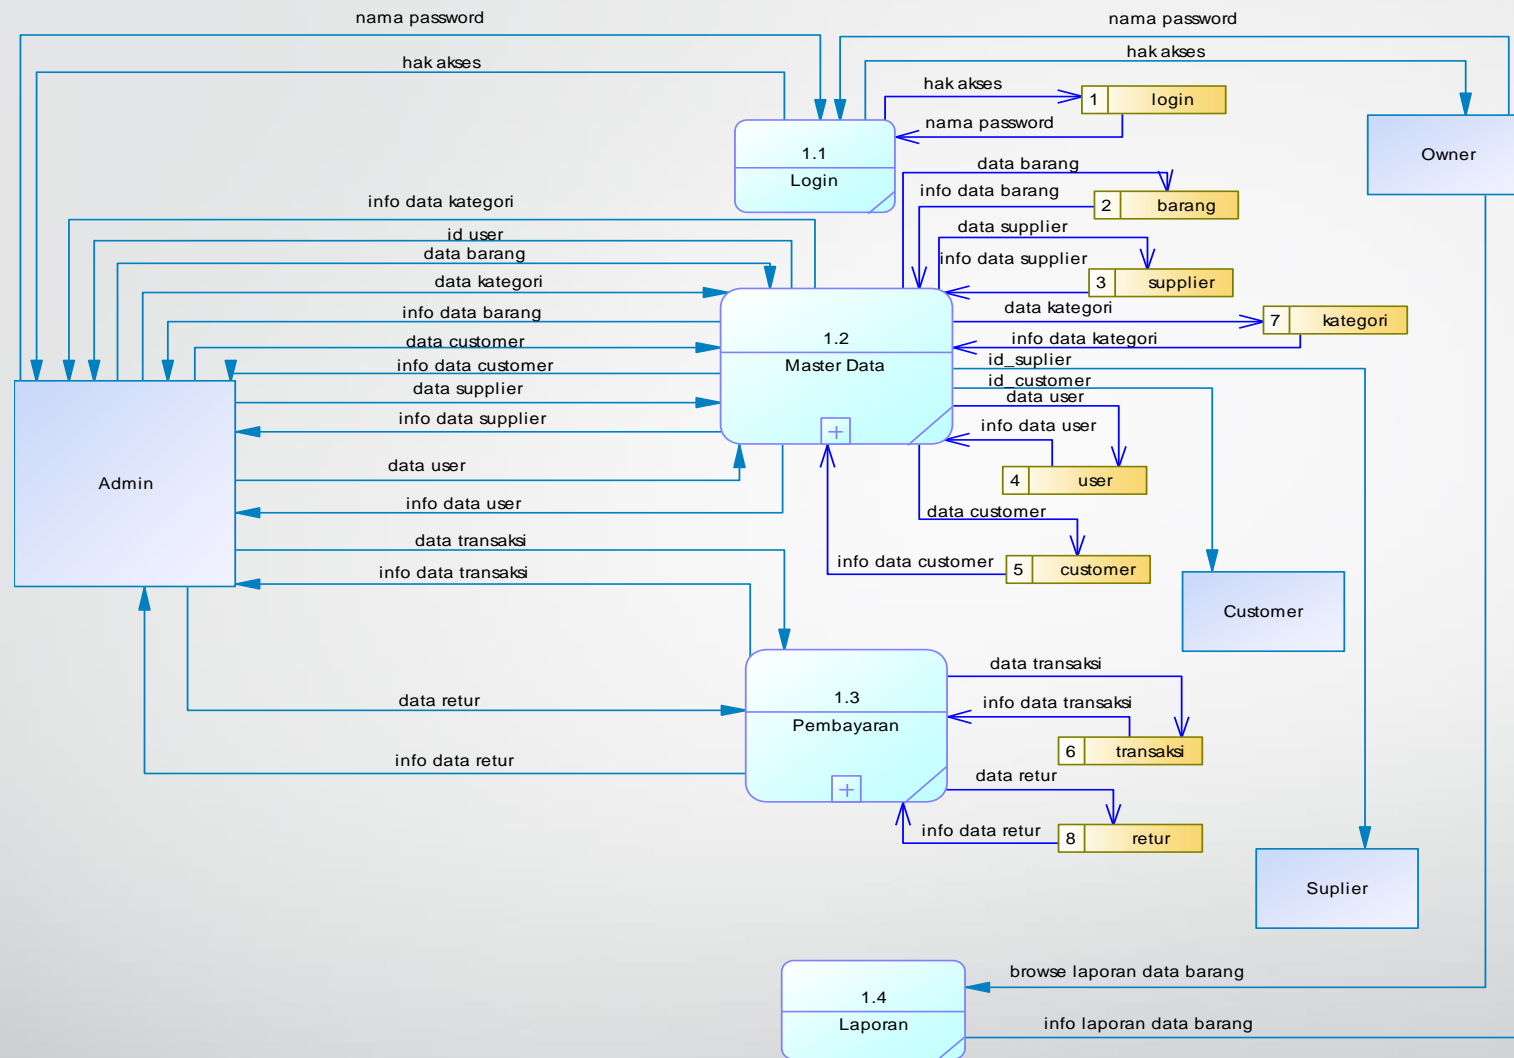 nama password
nama password
hak akses
hak akses
hak akses
1 login
nama password
1.1
Login
Owner
data barang
info data barang
2 barang
info data kategori
id user
data barang
data supplier
info data supplier
3 supplier
data kategori
info data barang
data customer
info data customer
data supplier
info data supplier
1.2
Master Data
data kategori
7 kategori
info data kategori
id_suplier
id_customer
data user
info data user
4 user
Admin
data user
info data user
data customer
info data customer
5 customer
data transaksi
info data transaksi
Customer
1.3
Pembayaran
data transaksi
info data transaksi
6 transaksi
data retur
info data retur
data retur
info data retur
8 retur
Suplier
1.4
Laporan
browse laporan data barang
info laporan data barang